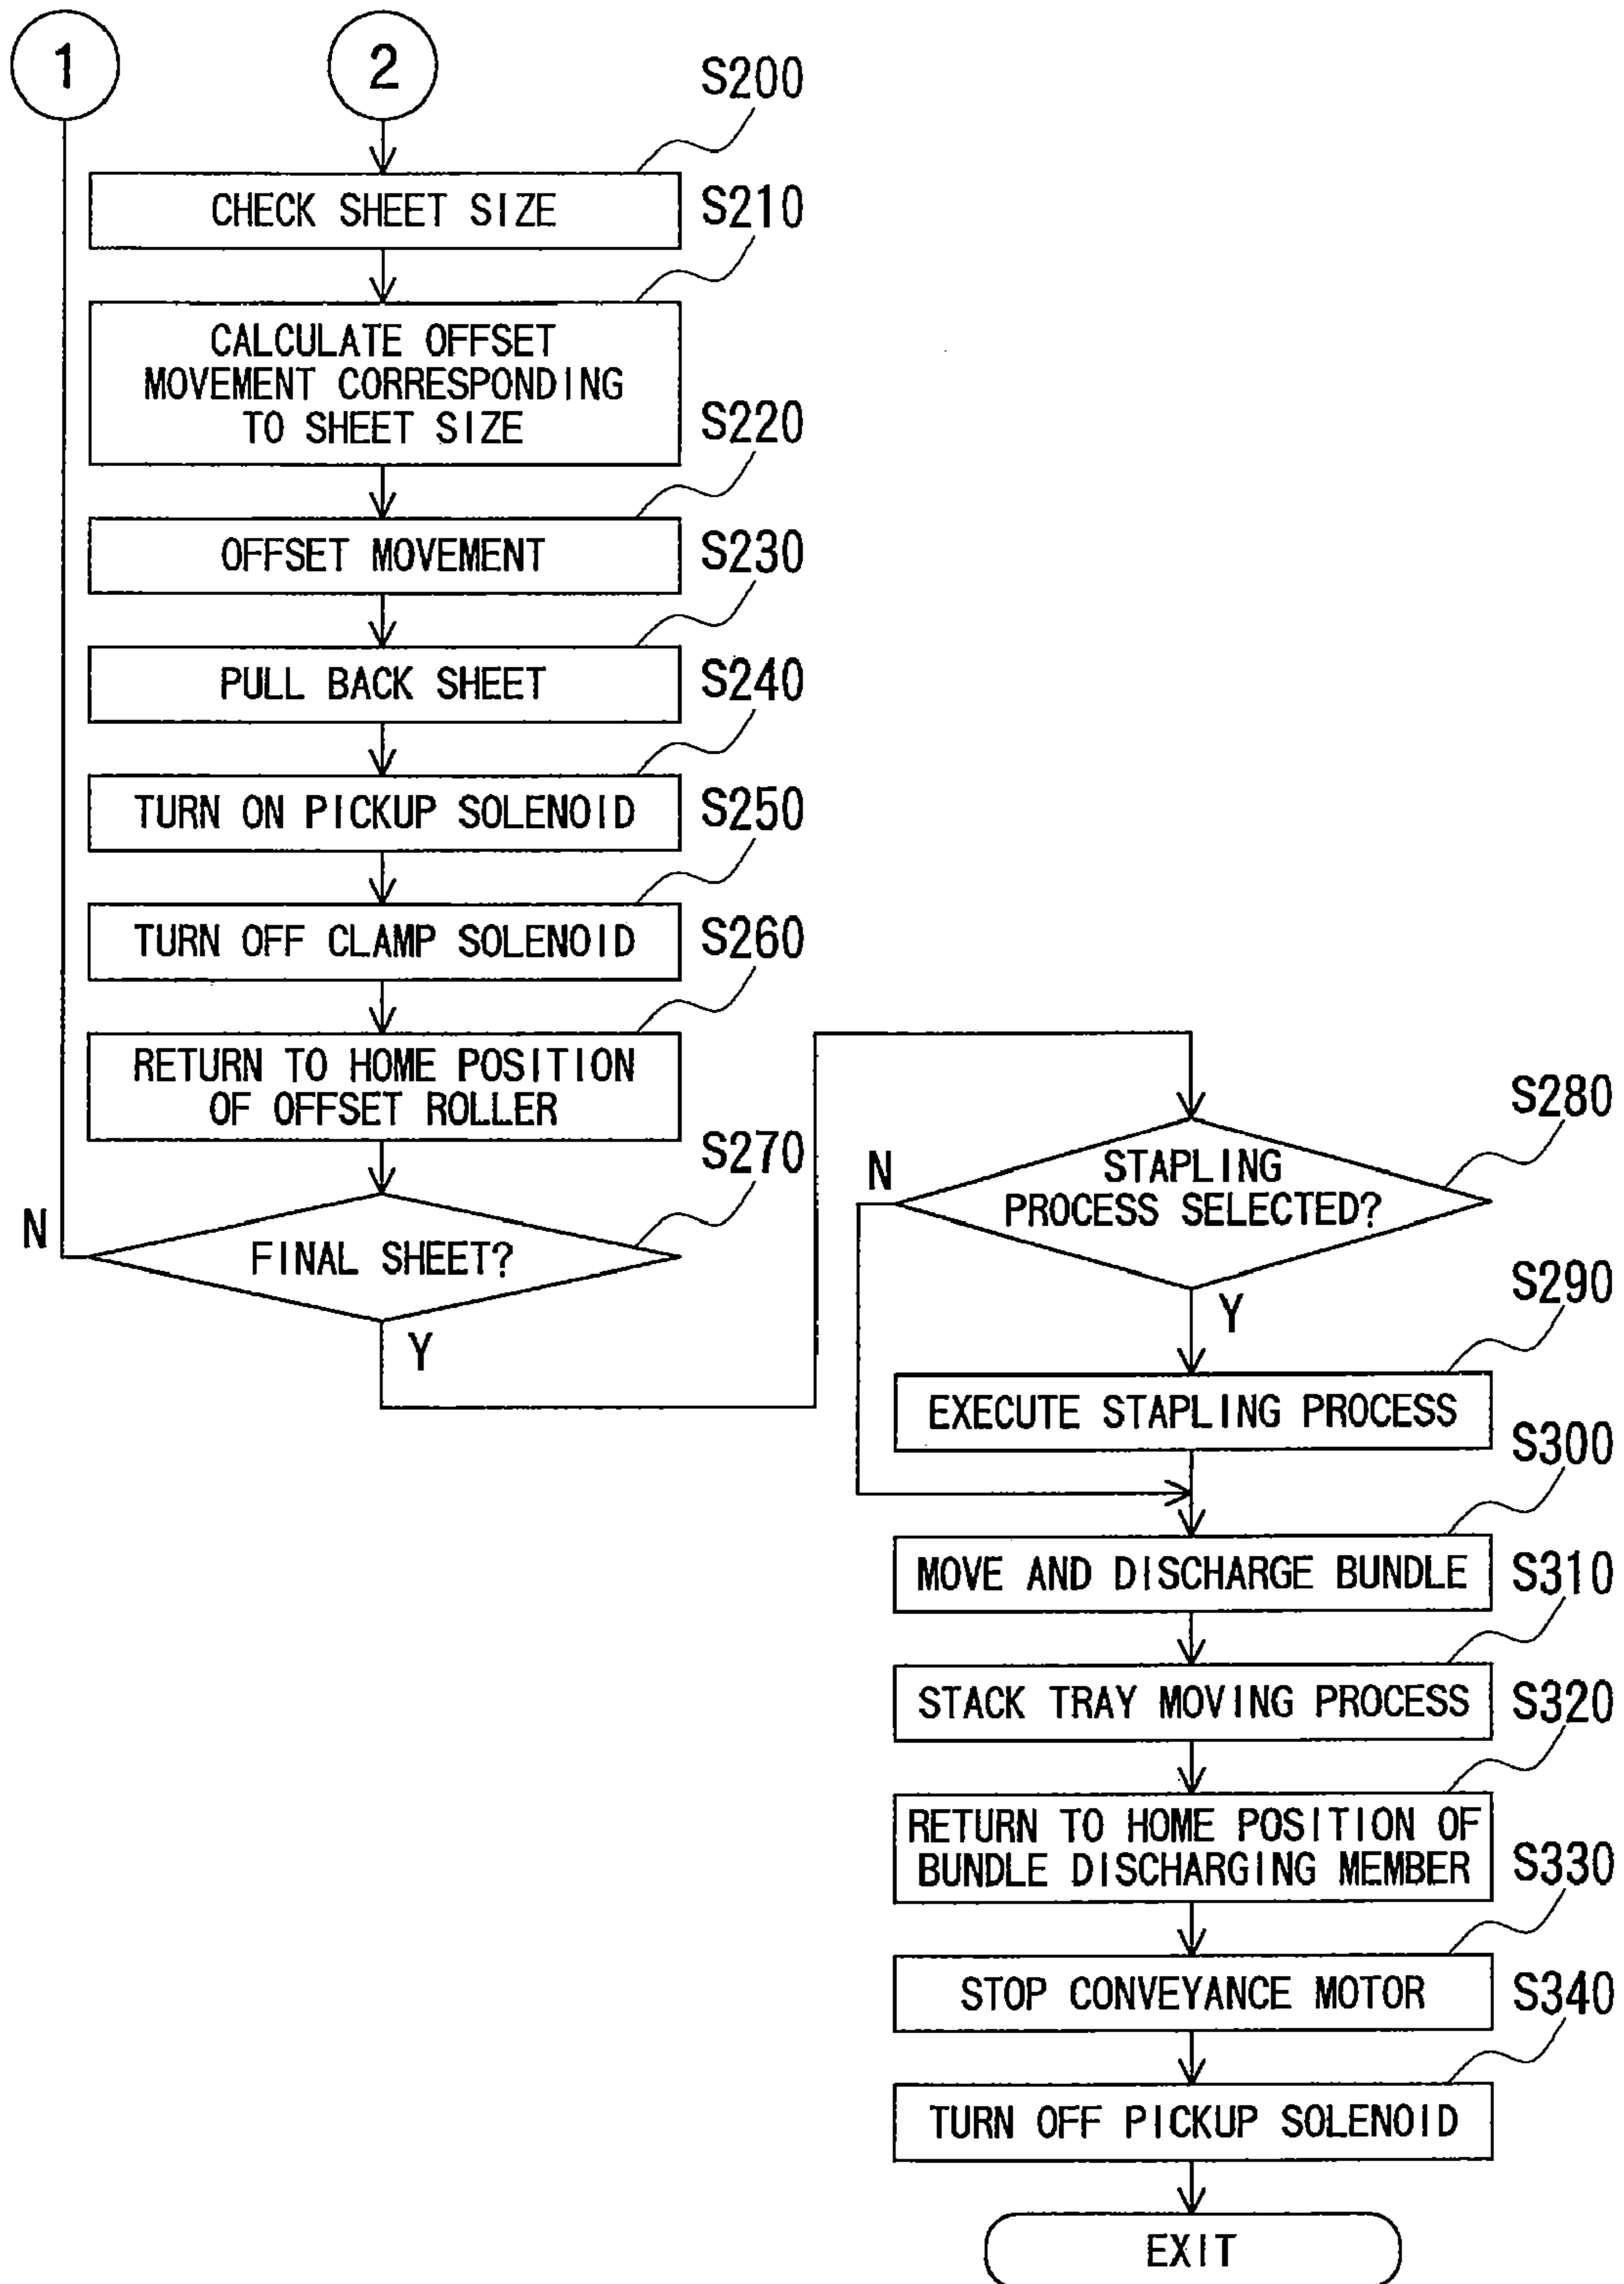 1
2
S200
CHECK SHEET SIZE
S210
CALCULATE OFFSET
MOVEMENT CORRESPONDING
TO SHEET SIZE
S220
OFFSET MOVEMENT
S230
PULL BACK SHEET
S240
TURN ON PICKUP SOLENOID
S250
TURN OFF CLAMP SOLENOID
S260
RETURN TO HOME POSITION
OF OFFSET ROLLER
S270
FINAL SHEET?
N
Y
S280
STAPLING
PROCESS SELECTED?
N
Y
S290
EXECUTE STAPLING PROCESS
S300
MOVE AND DISCHARGE BUNDLE
S310
STACK TRAY MOVING PROCESS
S320
RETURN TO HOME POSITION OF
BUNDLE DISCHARGING MEMBER
S330
STOP CONVEYANCE MOTOR
S340
TURN OFF PICKUP SOLENOID
EXIT